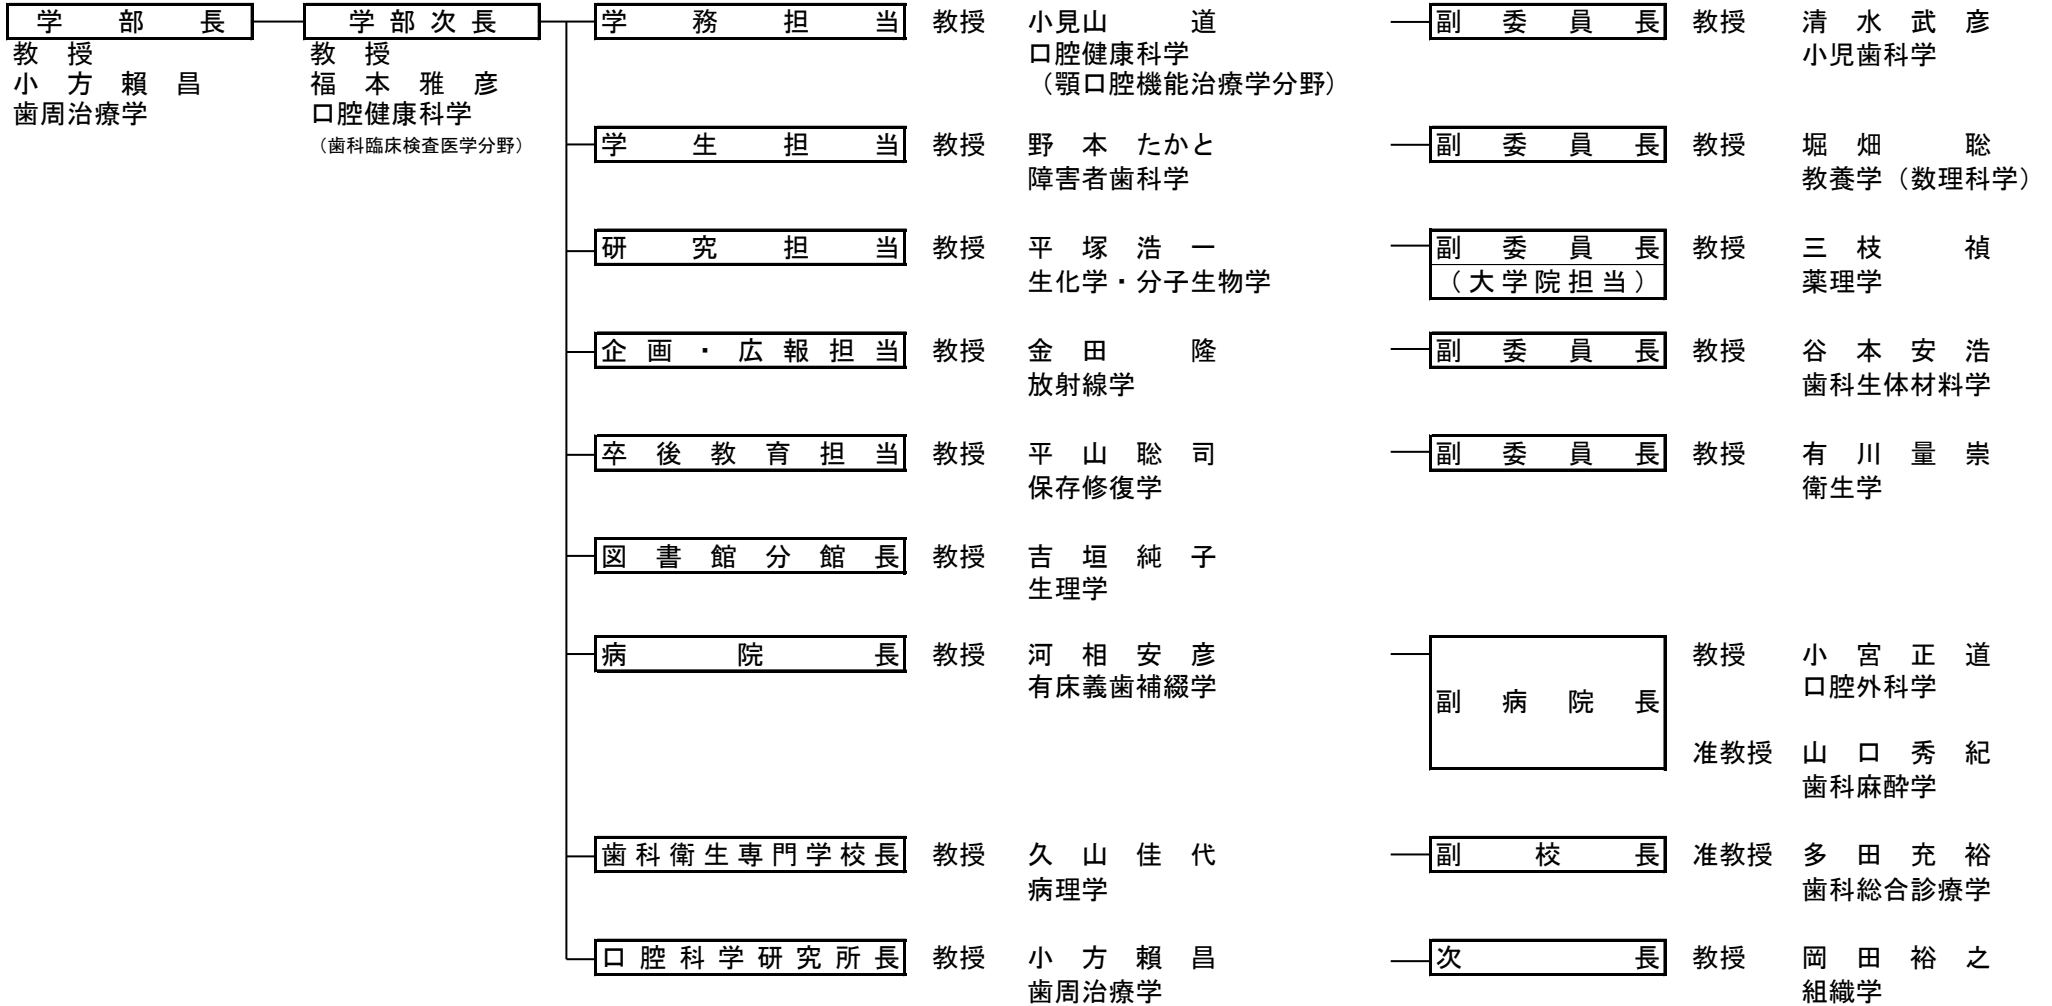 学部長 学部次長 学務担当 教授 小見山 道 副委員長 教授 清水武彦
教授 教授 口腔健康科学 小児歯科学
小方賴昌 福本雅彦 （顎口腔機能治療学分野）
歯周治療学 口腔健康科学
（歯科臨床検査医学分野） 学生担当 教授 野本たかと 副委員長 教授 堀畑 聡
障害者歯科学 教養学（数理科学）
研究担当 教授 平塚浩一 副委員長 教授 三枝 禎
生化学・分子生物学 （大学院担当） 薬理学
企画・広報担当 教授 金田 隆 副委員長 教授 谷本安浩
放射線学 歯科生体材料学
卒後教育担当 教授 平山聡司 副委員長 教授 有川量崇
保存修復学 衛生学
図書館分館長 教授 吉垣純子
生理学
病院長 教授 河相安彦 教授 小宮正道
有床義歯補綴学 口腔外科学
副病院長
准教授 山口秀紀
歯科麻酔学
歯科衛生専門学校長 教授 久山佳代 副校長 准教授 多田充裕
病理学 歯科総合診療学
口腔科学研究所長 教授 小方賴昌 次長 教授 岡田裕之
歯周治療学 組織学